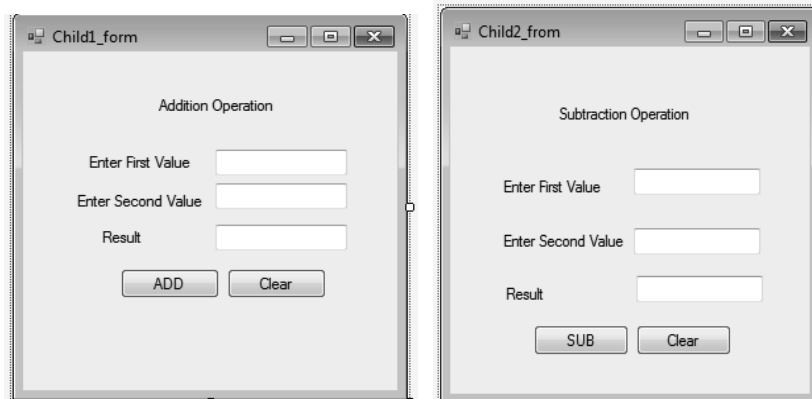 Child1_form
Addition Operation
Enter First Value
Enter Second Value
Result
ADD Clear
Child2_from
Subtraction Operation
Enter First Value
Enter Second Value
Result
SUB Clear